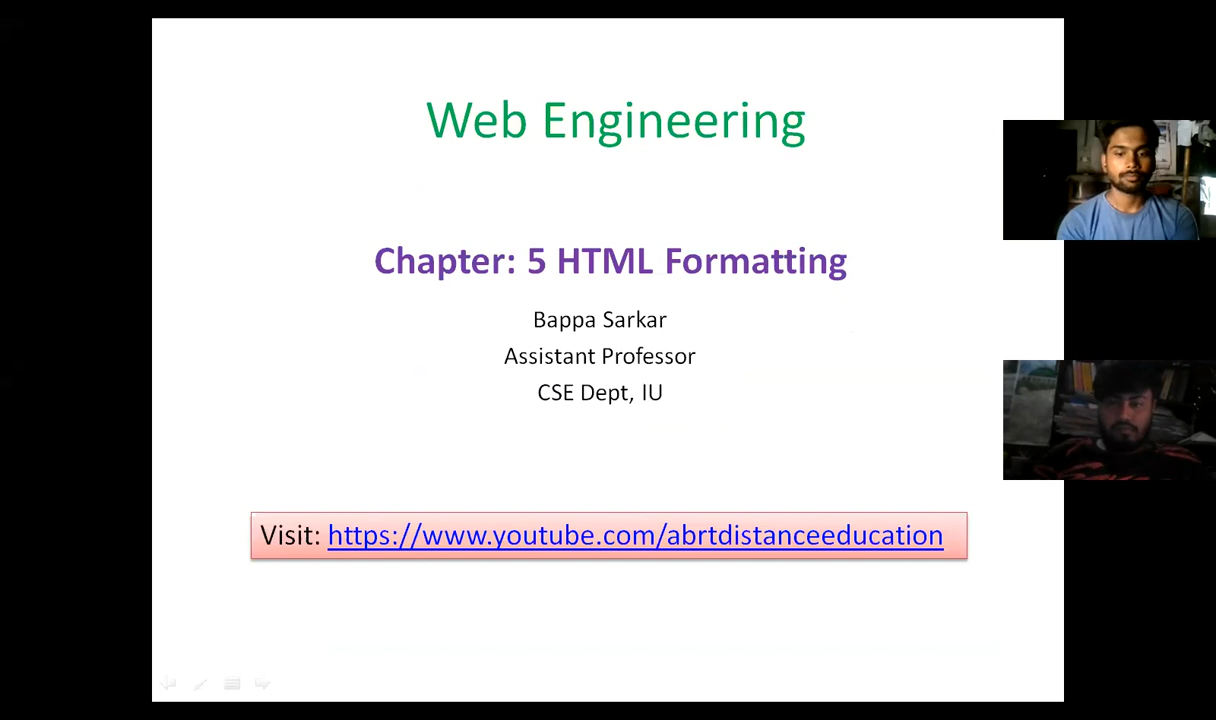 Web Engineering
Chapter: 5 HTML Formatting
Bappa Sarkar
Assistant Professor
CSE Dept, IU
Visit: https://www.youtube.com/abrtdistanceeducation